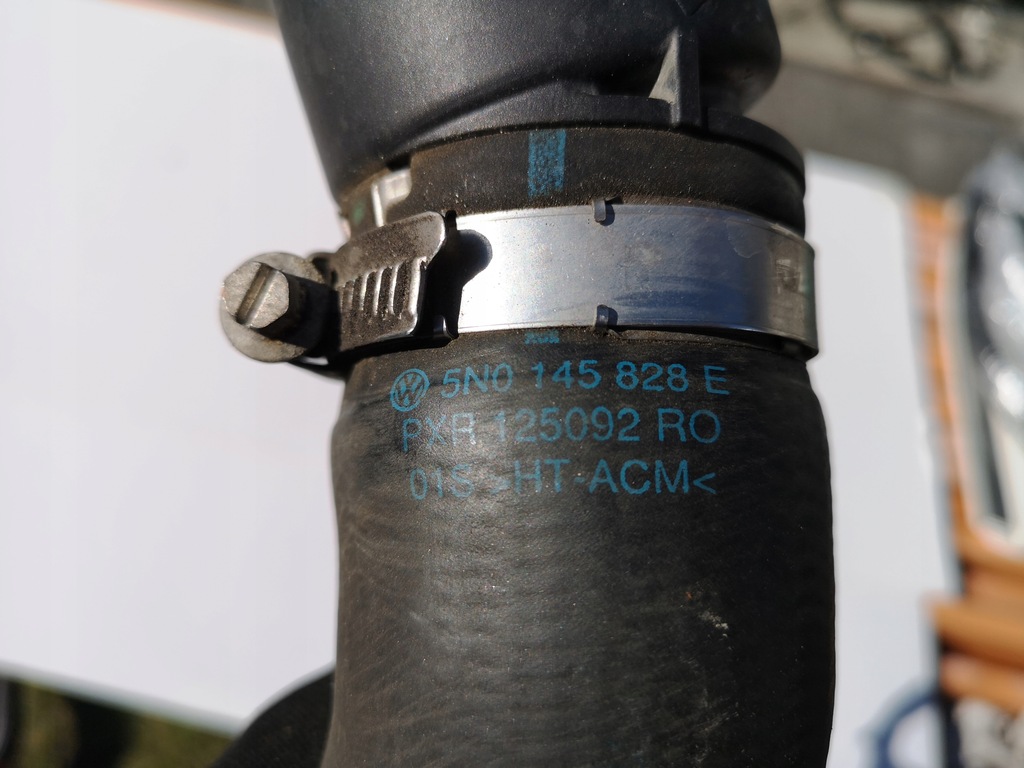 5N0 145 828 E
PXR 125092 RO
01S >HT-ACM<